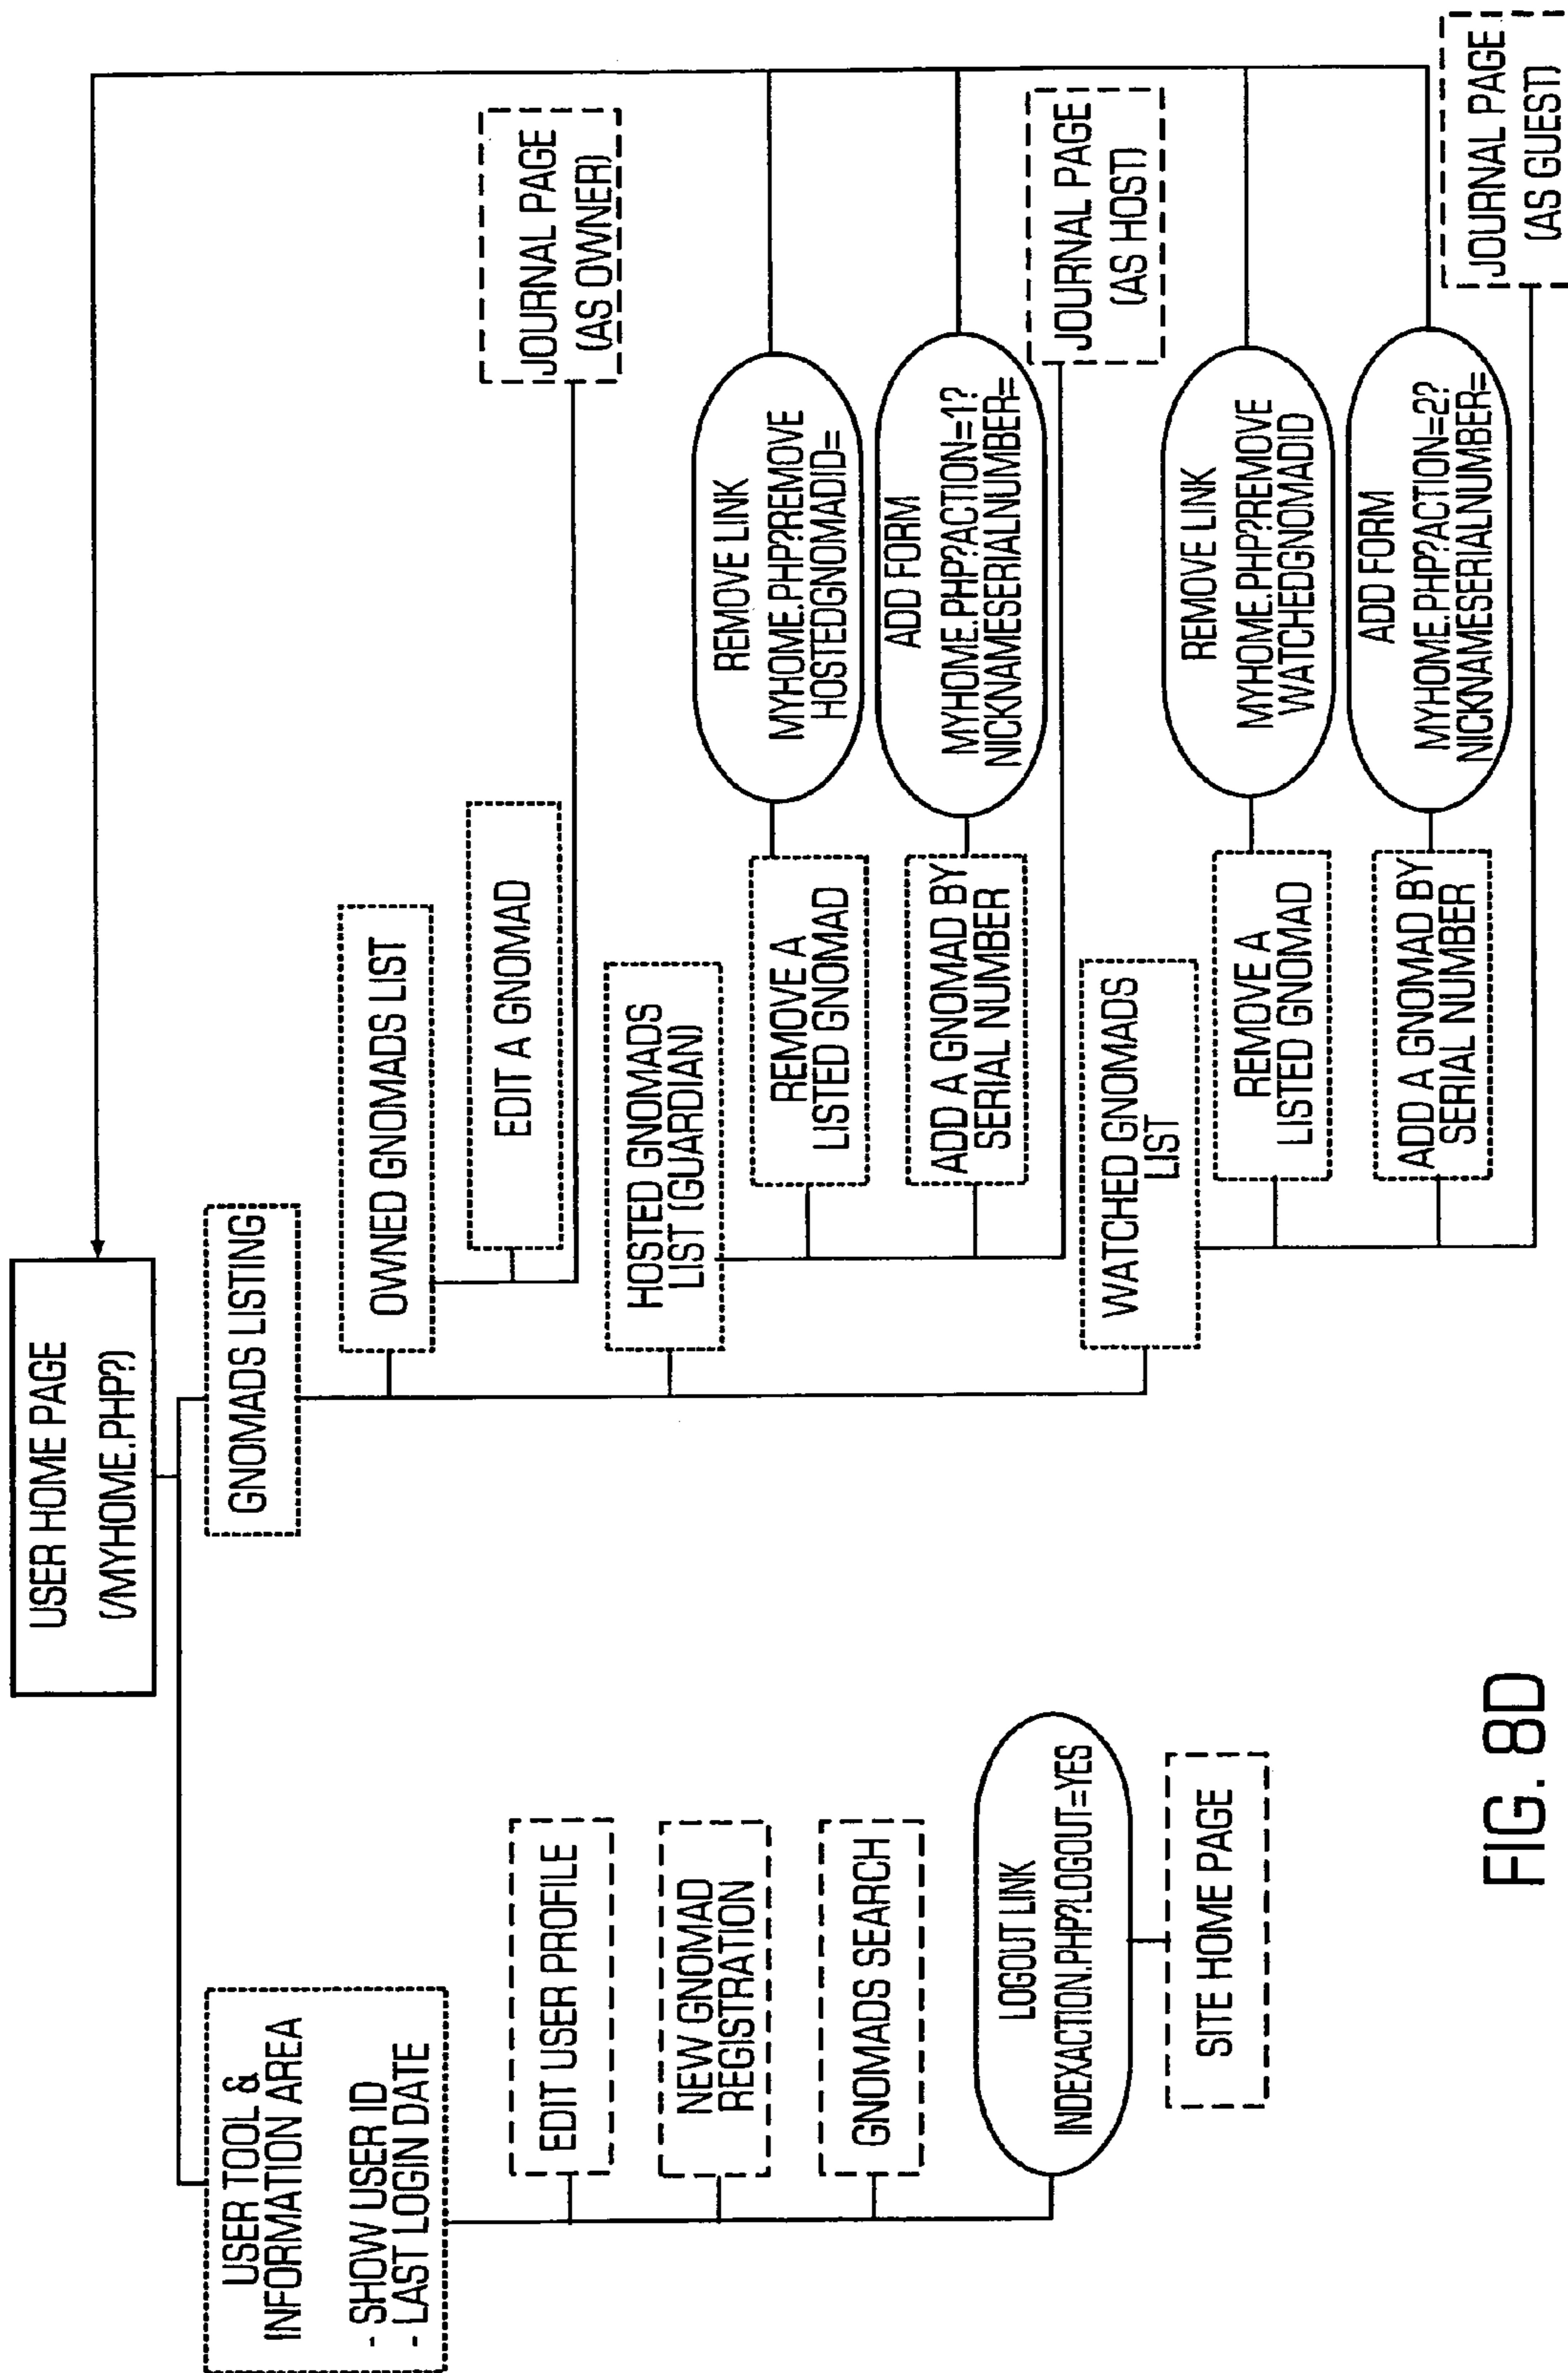 USER HOME PAGE
(/MYHOME.PHP?)
USER TOOL &
INFORMATION AREA
- SHOW USER ID
- LAST LOGIN DATE
EDIT USER PROFILE
NEW GNOMAD
REGISTRATION
GNOMADS SEARCH
LOGOUT LINK
INDEXACTION.PHP?LOGOUT=YES
SITE HOME PAGE
GNOMADS LISTING
OWNED GNOMADS LIST
EDIT A GNOMAD
JOURNAL PAGE
(AS OWNER)
HOSTED GNOMADS
LIST (GUARDIAN)
REMOVE A
LISTED GNOMAD
REMOVE LINK
MYHOME.PHP?REMOVE
HOSTEDGNOMADID=
ADD A GNOMAD BY
SERIAL NUMBER
ADD FORM
MYHOME.PHP?ACTION=1?
NICKNAMESERIALNUMBER=
JOURNAL PAGE
(AS HOST)
WATCHED GNOMADS
LIST
REMOVE A
LISTED GNOMAD
REMOVE LINK
MYHOME.PHP?REMOVE
WATCHEDGNOMADID
ADD A GNOMAD BY
SERIAL NUMBER
ADD FORM
MYHOME.PHP?ACTION=2?
NICKNAMESERIALNUMBER=
JOURNAL PAGE
(AS GUEST)
FIG. 8D